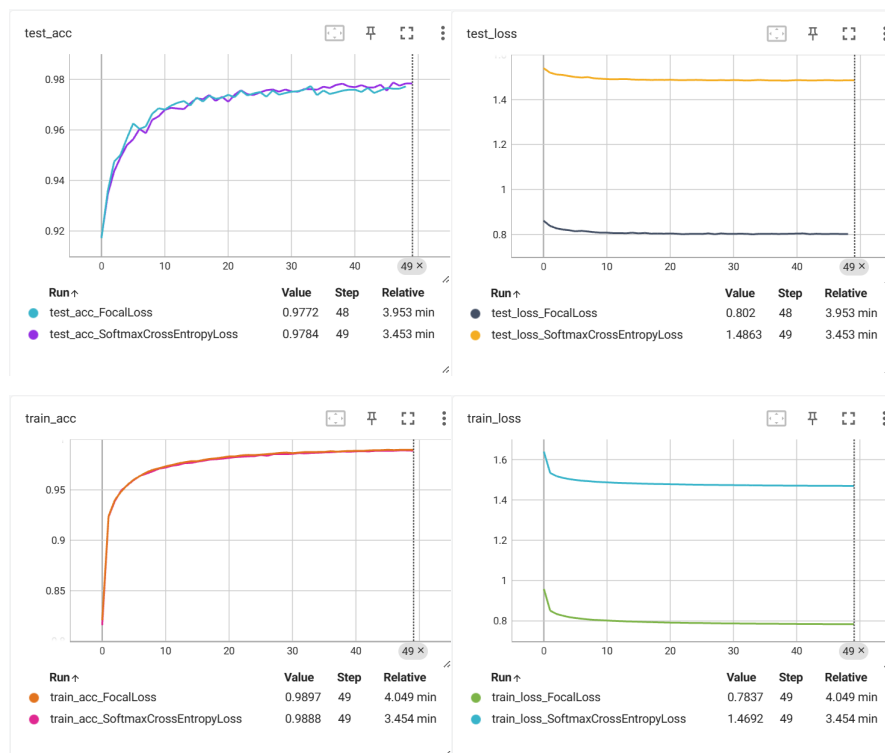 test_acc
0.98
0.96
0.94
0.92
0 10 20 30 40 49 ×
Run↑ Value Step Relative
test_acc_FocalLoss 0.9772 48 3.953 min
test_acc_SoftmaxCrossEntropyLoss 0.9784 49 3.453 min
test_loss
1.4
1.2
1
0.8
0 10 20 30 40 49 ×
Run↑ Value Step Relative
test_loss_FocalLoss 0.802 48 3.953 min
test_loss_SoftmaxCrossEntropyLoss 1.4863 49 3.453 min
train_acc
0.95
0.9
0.85
0 10 20 30 40 49 ×
Run↑ Value Step Relative
train_acc_FocalLoss 0.9897 49 4.049 min
train_acc_SoftmaxCrossEntropyLoss 0.9888 49 3.454 min
train_loss
1.6
1.4
1.2
1
0.8
0 10 20 30 40 49 ×
Run↑ Value Step Relative
train_loss_FocalLoss 0.7837 49 4.049 min
train_loss_SoftmaxCrossEntropyLoss 1.4692 49 3.454 min